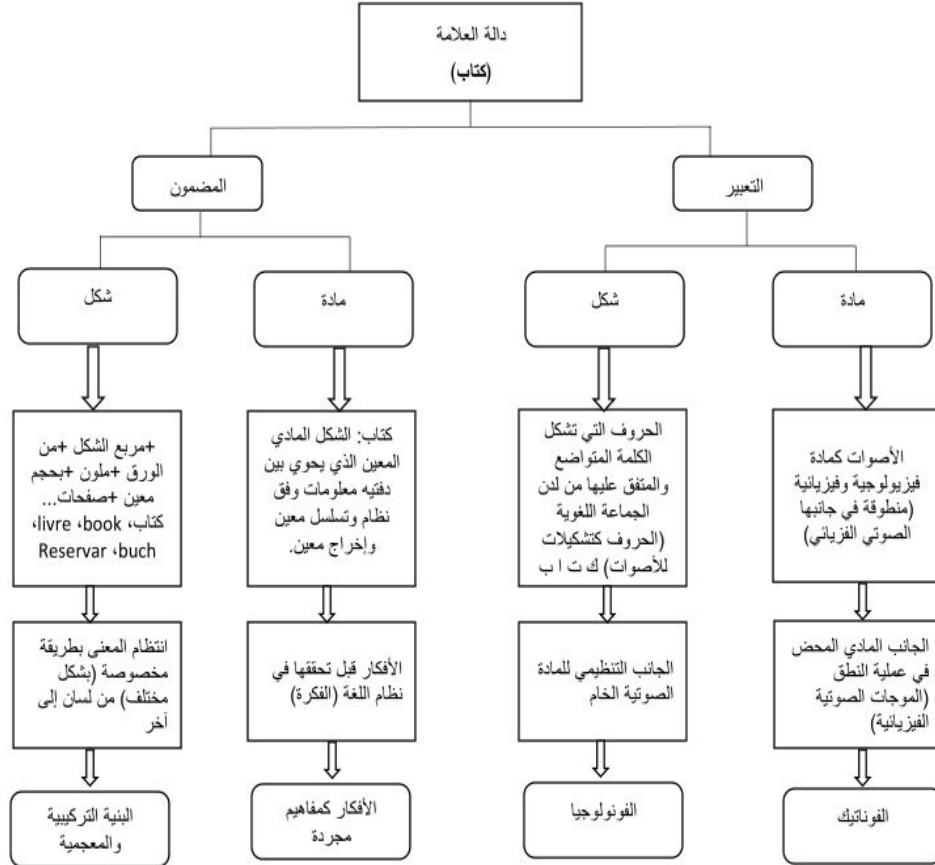 دالة العلامة
(كتاب)
التعبير
المضمون
مادة
شكل
مادة
شكل
الأصوات كمادة
فيزيولوجية وفيزيائية
(منطوقة في جانبها
الصوتي الفزيائي)
الحروف التي تشكل
الكلمة المتواضع
والمتفق عليها من لدن
الجماعة اللغوية
(الحروف كتشكيلات
للأصوات) ك ت ا ب
كتاب: الشكل المادي
المعين الذي يحوي بين
دفتيه معلومات وفق
نظام وتسلسل معين
وإخراج معين.
+مربع الشكل +من
الورق +ملون +بحجم
معين +صفحات...
كتاب، livre ،book،
Reservar ،buch
الجانب المادي المحض
في عملية النطق
(الموجات الصوتية
الفيزيائية)
الجانب التنظيمي للمادة
الصوتية الخام
الأفكار قبل تحققها في
نظام اللغة (الفكرة)
انتظام المعنى بطريقة
مخصوصة (بشكل
مختلف) من لسان إلى
آخر
الفوناتيك
الفونولوجيا
الأفكار كمفاهيم
مجردة
البنية التركيبية
والمعجمية